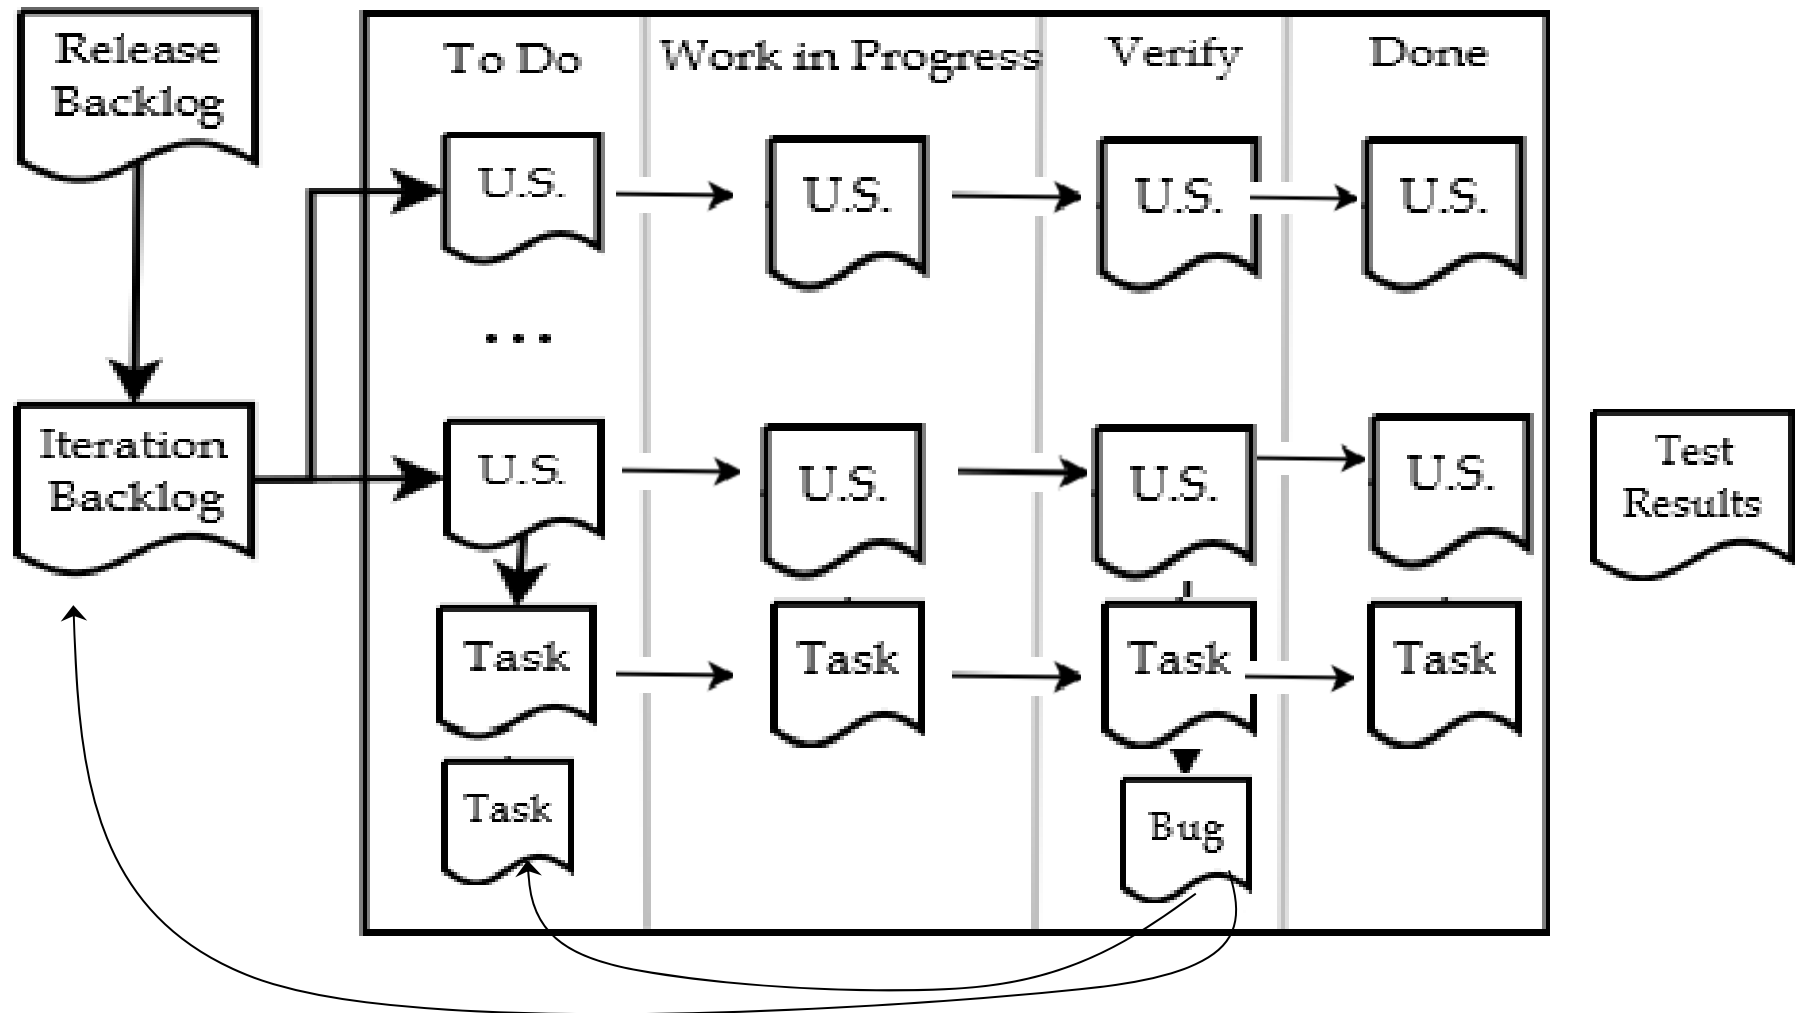 Release
Backlog
To Do
Work in Progress
Verify
Done
U.S.
U.S.
U.S.
U.S.
...
Iteration
Backlog
U.S.
U.S.
U.S.
U.S.
Test
Results
Task
Task
Task
Task
Task
Bug